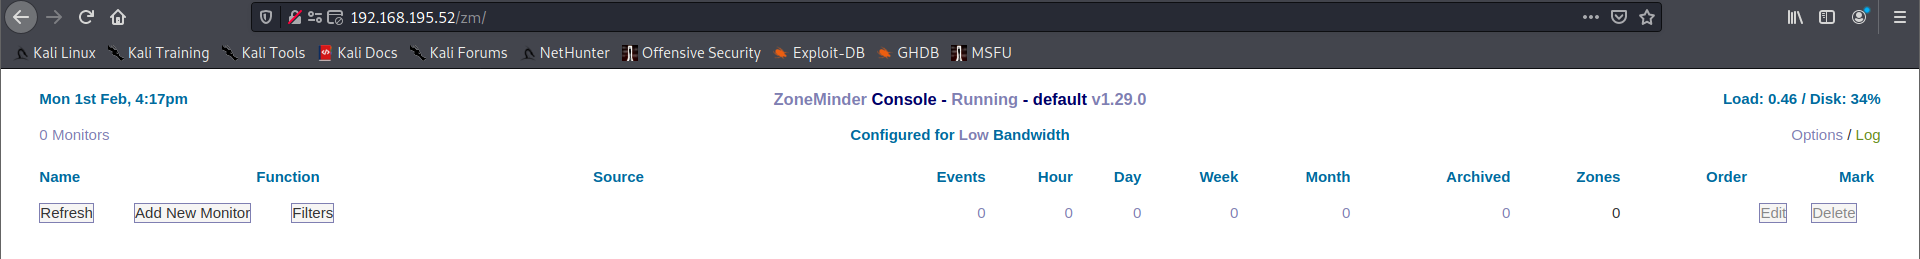 192.168.195.52/zm/
Kali Linux Kali Training Kali Tools Kali Docs Kali Forums NetHunter Offensive Security Exploit-DB GHDB MSFU
Mon 1st Feb, 4:17pm ZoneMinder Console - Running - default v1.29.0 Load: 0.46 / Disk: 34%
0 Monitors Configured for Low Bandwidth Options / Log
Name Function Source Events Hour Day Week Month Archived Zones Order Mark
Refresh Add New Monitor Filters 0 0 0 0 0 0 0 Edit Delete